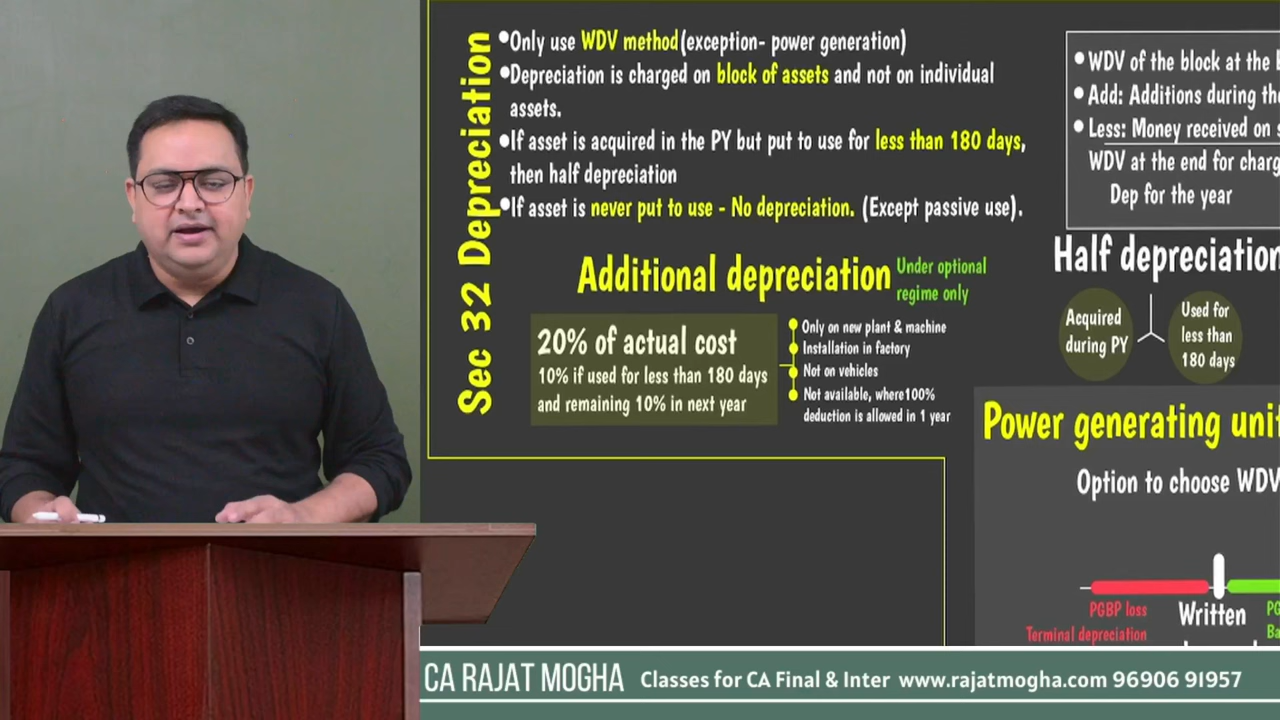 Sec 32 Depreciation
•Only use WDV method(exception- power generation)
•Depreciation is charged on block of assets and not on individual
assets.
•If asset is acquired in the PY but put to use for less than 180 days,
then half depreciation
•If asset is never put to use - No depreciation. (Except passive use).
Additional depreciation
Under optional
regime only
20% of actual cost
10% if used for less than 180 days
and remaining 10% in next year
Only on new plant & machine
Installation in factory
Not on vehicles
Not available, where100%
deduction is allowed in 1 year
• WDV of the block at the
• Add: Additions during the
• Less: Money received on
WDV at the end for
Dep for the year
Half depreciation
Acquired
during PY
Used for
less than
180 days
Power generating
Option to choose WDV
PGBP loss
Terminal depreciation
Written
CA RAJAT MOGHA Classes for CA Final & Inter www.rajatmogha.com 96906 91957